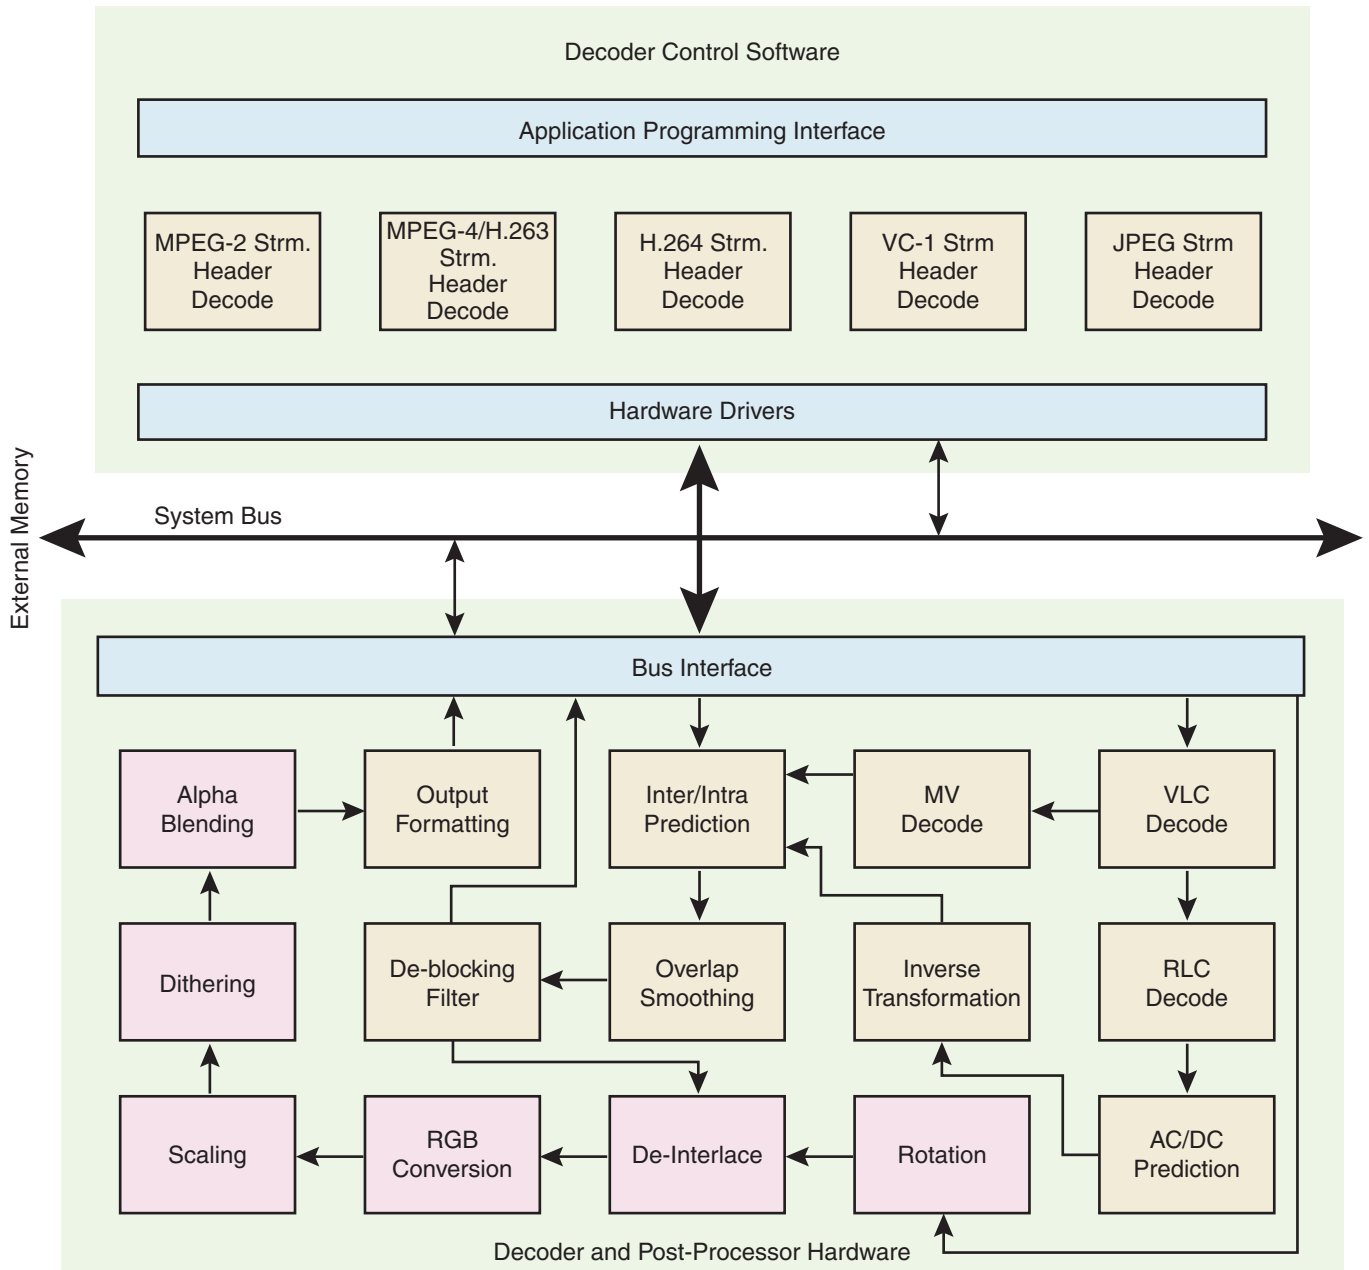 Decoder Control Software
Application Programming Interface
MPEG-2 Strm.
Header
Decode
MPEG-4/H.263
Strm.
Header
Decode
H.264 Strm.
Header
Decode
VC-1 Strm
Header
Decode
JPEG Strm
Header
Decode
Hardware Drivers
External Memory
System Bus
Bus Interface
Alpha
Blending
Output
Formatting
Inter/Intra
Prediction
MV
Decode
VLC
Decode
Dithering
De-blocking
Filter
Overlap
Smoothing
Inverse
Transformation
RLC
Decode
Scaling
RGB
Conversion
De-Interlace
Rotation
AC/DC
Prediction
Decoder and Post-Processor Hardware